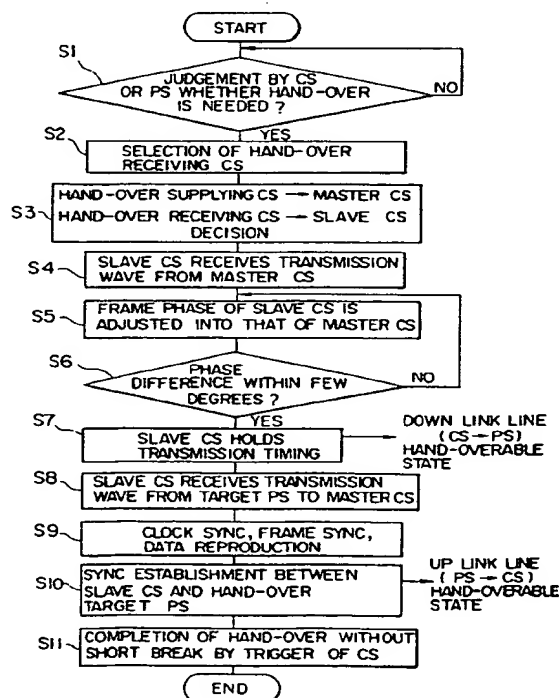 START
S1
JUDGEMENT BY CS
OR PS WHETHER HAND-OVER
IS NEEDED ?
NO
YES
S2
SELECTION OF HAND-OVER
RECEIVING CS
S3
HAND-OVER SUPPLYING CS → MASTER CS
HAND-OVER RECEIVING CS → SLAVE CS
DECISION
S4
SLAVE CS RECEIVES TRANSMISSION
WAVE FROM MASTER CS
S5
FRAME PHASE OF SLAVE CS IS
ADJUSTED INTO THAT OF MASTER CS
S6
PHASE
DIFFERENCE WITHIN FEW
DEGREES ?
NO
YES
S7
SLAVE CS HOLDS
TRANSMISSION TIMING
DOWN LINK LINE
(CS → PS)
HAND-OVERABLE
STATE
S8
SLAVE CS RECEIVES TRANSMISSION
WAVE FROM TARGET PS TO MASTER CS
S9
CLOCK SYNC, FRAME SYNC,
DATA REPRODUCTION
S10
SYNC ESTABLISHMENT BETWEEN
SLAVE CS AND HAND-OVER
TARGET PS
UP LINK LINE
( PS → CS)
HAND-OVERABLE
STATE
S11
COMPLETION OF HAND-OVER WITHOUT
SHORT BREAK BY TRIGGER OF CS
END